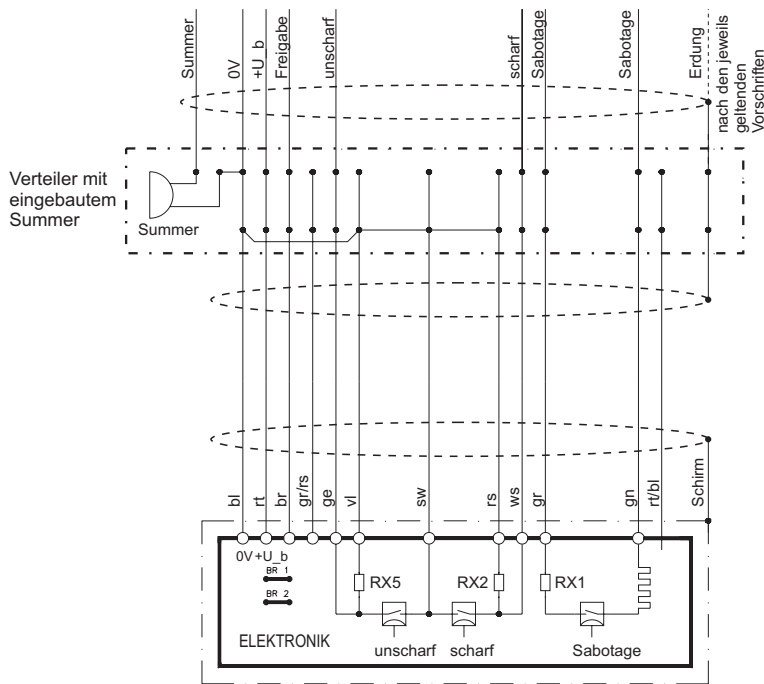 Summer
0V
+U_b
Freigabe
unscharf
scharf
Sabotage
Sabotage
Erdung
nach den jeweils
geltenden
Vorschriften
Verteiler mit
eingebautem
Summer
Summer
bl
rt
br
gr/rs
ge
vl
sw
rs
ws
gr
gn
rt/bl
Schirm
0V +U_b
BR 1
BR 2
RX5
RX2
RX1
ELEKTRONIK
unscharf
scharf
Sabotage